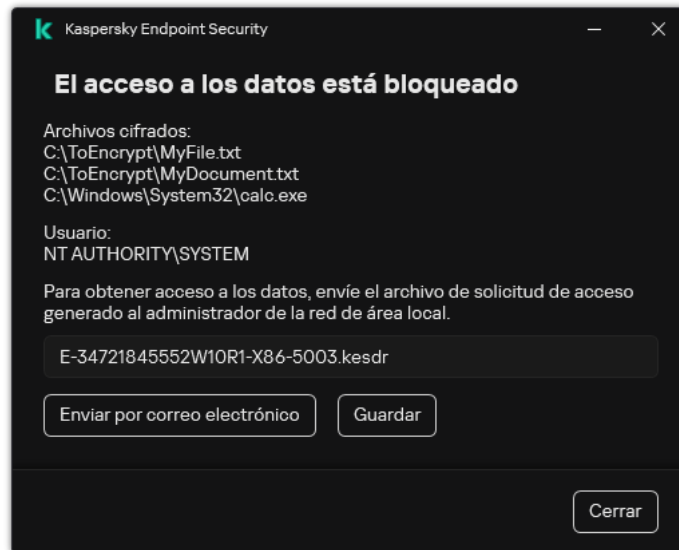 Kaspersky Endpoint Security
El acceso a los datos está bloqueado
Archivos cifrados:
C:\ToEncrypt\MyFile.txt
C:\ToEncrypt\MyDocument.txt
C:\Windows\System32\calc.exe
Usuario:
NT AUTHORITY\SYSTEM
Para obtener acceso a los datos, envíe el archivo de solicitud de acceso
generado al administrador de la red de área local.
E-34721845552W10R1-X86-5003.kesdr
Enviar por correo electrónico
Guardar
Cerrar